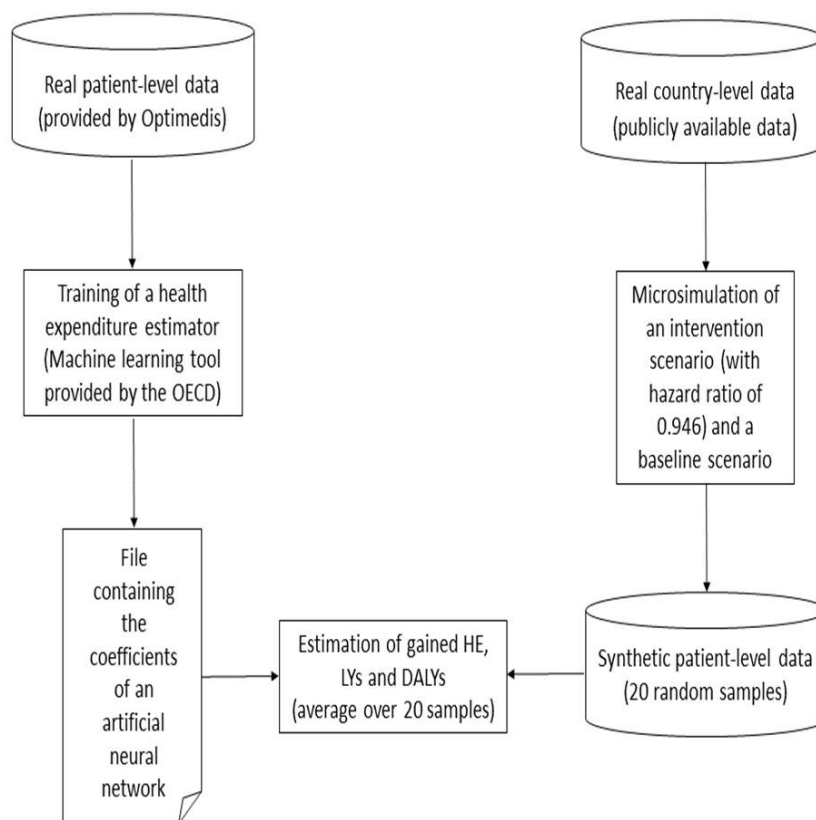 Real patient-level data
(provided by Optimedis)
Training of a health
expenditure estimator
(Machine learning tool
provided by the OECD)
File
containing
the
coefficients
of an
artificial
neural
network
Real country-level data
(publicly available data)
Microsimulation of
an intervention
scenario (with
hazard ratio of
0.946) and a
baseline scenario
Synthetic patient-level data
(20 random samples)
Estimation of gained HE,
LYs and DALYs
(average over 20 samples)